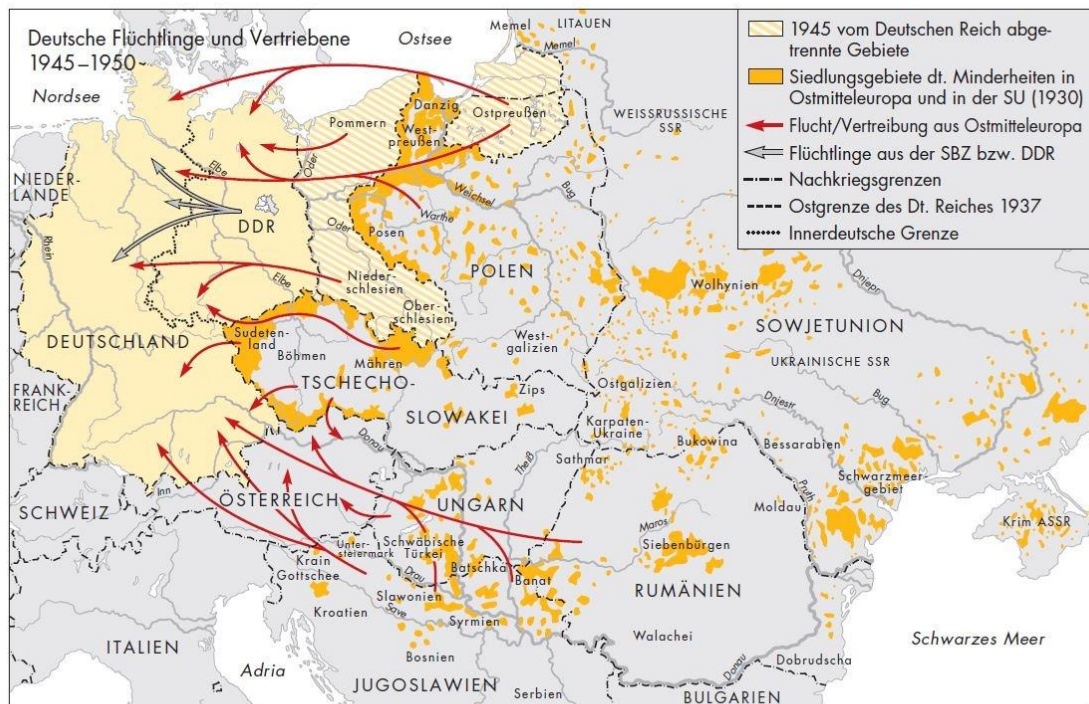 Deutsche Flüchtlinge und Vertriebene
1945–1950
Nordsee
Ostsee
Memel
LITAUEN
Memel
Danzig
West-
preußen
Ostpreußen
Pommern
WEISSRUSSISCHE
SSR
NIEDER-
LANDE
Elbe
Oder
Weichsel
Bug
Warthe
DDR
Posen
Oder
Rhein
Elbe
Nieder-
schlesien
Ober-
schlesien
POLEN
Wolhynien
Dnjepr
SOWJETUNION
DEUTSCHLAND
Sudeten-
land
Böhmen
Mähren
West-
galizien
UKRAINISCHE SSR
FRANK-
REICH
TSCHECHO-
SLOWAKEI
Zips
Ostgalizien
Dnjestr
Bug
Karpaten-
Ukraine
Donau
Theiß
Sathmar
Bukowina
Bessarabien
Schwarzmeer-
gebiet
Inn
ÖSTERREICH
UNGARN
Pruth
Moldau
SCHWEIZ
Maros
Krim ASSR
Unter-
steiermark
Schwäbische
Türkei
Siebenbürgen
Krain
Gottschee
Drau
Batschka
Banat
Slawonien
RUMÄNIEN
Kroatien
Save
Syrmien
ITALIEN
Walachei
Schwarzes Meer
Adria
Bosnien
Donau
Dobrudscha
JUGOSLAWIEN
Serbien
BULGARIEN
1945 vom Deutschen Reich abge-
trennte Gebiete
Siedlungsgebiete dt. Minderheiten in
Ostmitteleuropa und in der SU (1930)
Flucht/Vertreibung aus Ostmitteleuropa
Flüchtlinge aus der SBZ bzw. DDR
Nachkriegsgrenzen
Ostgrenze des Dt. Reiches 1937
Innerdeutsche Grenze